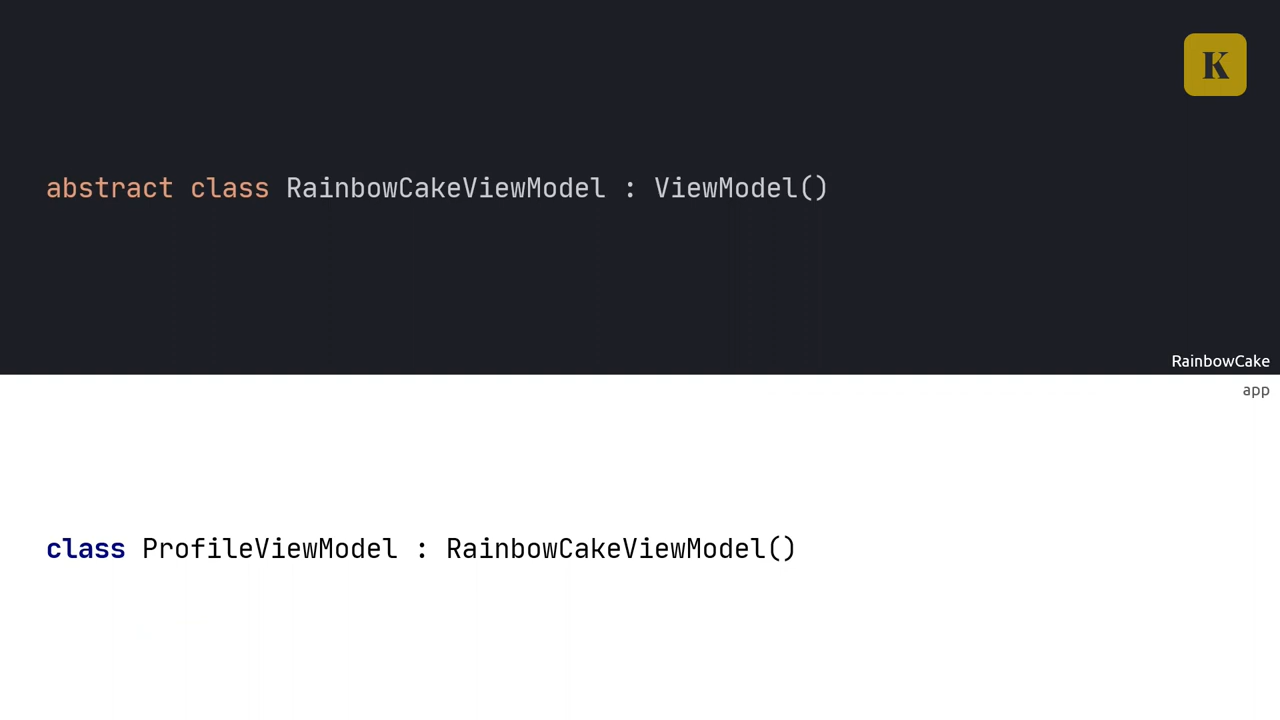 K
abstract class RainbowCakeViewModel : ViewModel()
RainbowCake
app
class ProfileViewModel : RainbowCakeViewModel()